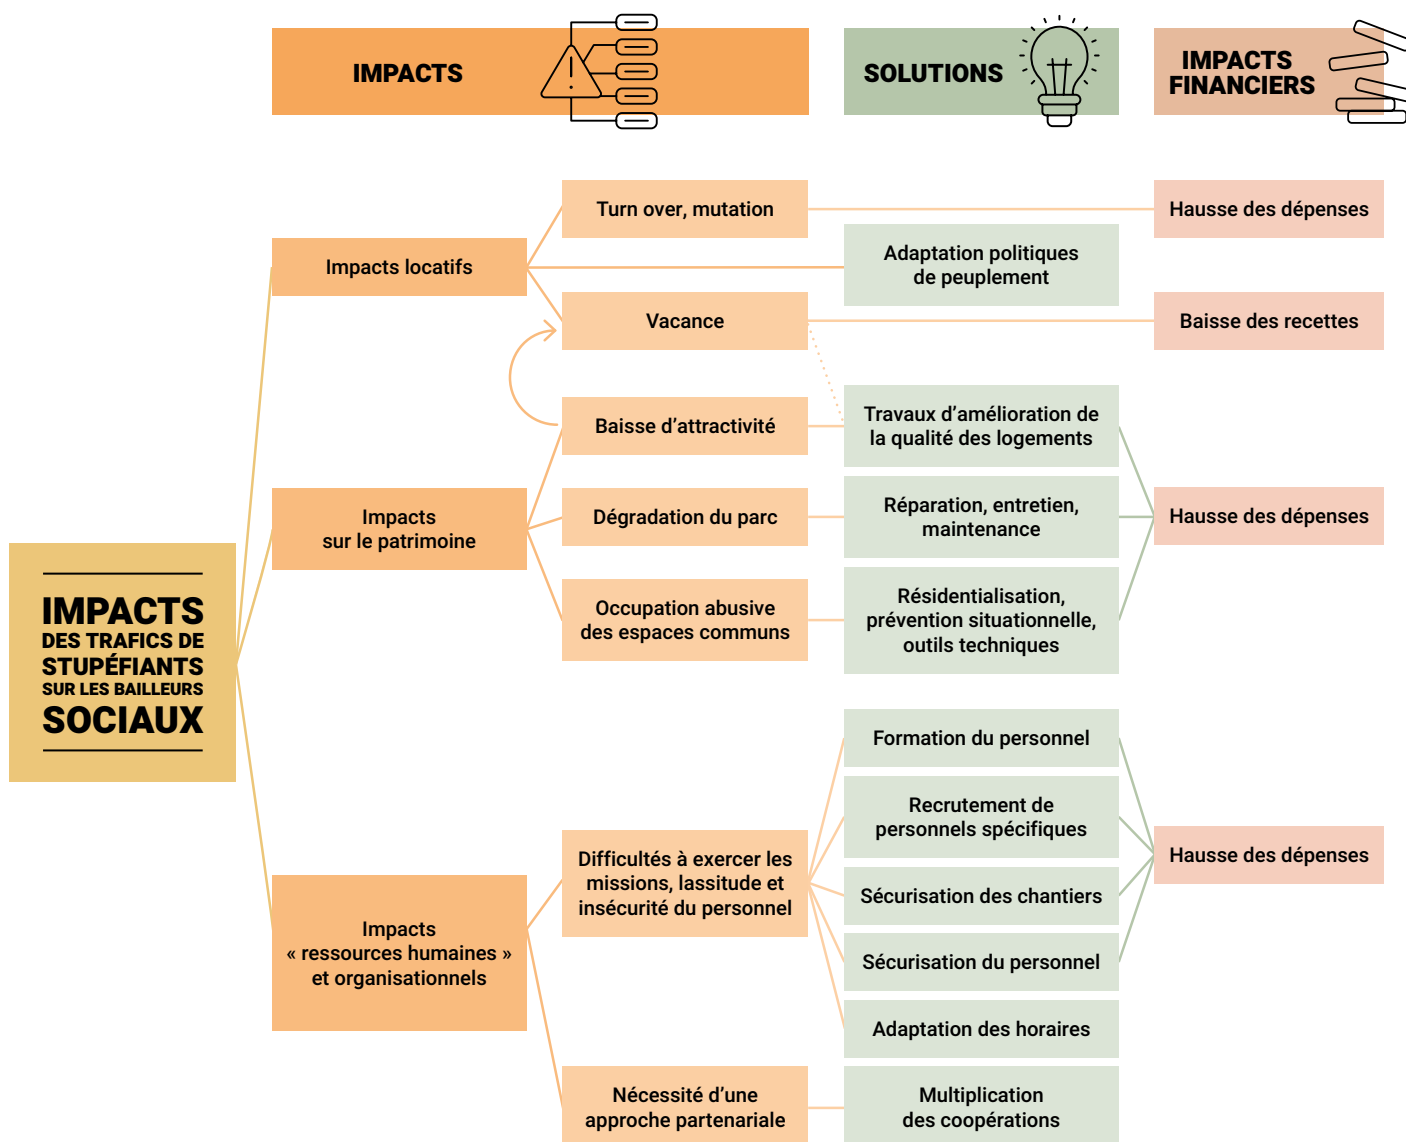 IMPACTS
SOLUTIONS
IMPACTS
FINANCIERS
IMPACTS
DES TRAFICS DE
STUPÉFIANTS
SUR LES BAILLEURS
SOCIAUX
Impacts locatifs
Turn over, mutation
Hausse des dépenses
Adaptation politiques
de peuplement
Vacance
Baisse des recettes
Impacts
sur le patrimoine
Baisse d’attractivité
Travaux d’amélioration de
la qualité des logements
Dégradation du parc
Réparation, entretien,
maintenance
Hausse des dépenses
Occupation abusive
des espaces communs
Résidentialisation,
prévention situationnelle,
outils techniques
Impacts
« ressources humaines »
et organisationnels
Difficultés à exercer les
missions, lassitude et
insécurité du personnel
Formation du personnel
Recrutement de
personnels spécifiques
Sécurisation des chantiers
Sécurisation du personnel
Adaptation des horaires
Hausse des dépenses
Nécessité d’une
approche partenariale
Multiplication
des coopérations